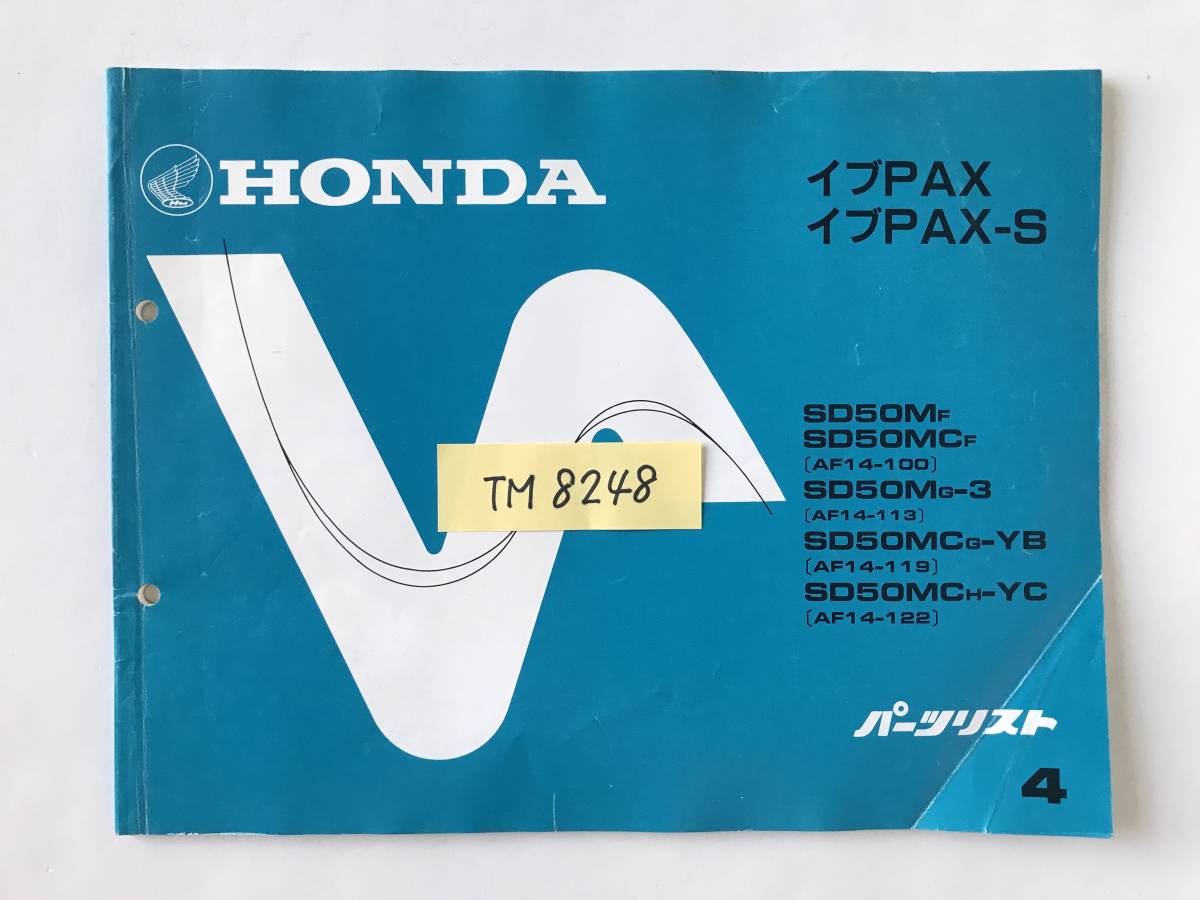 HONDA
イブPAX
イブPAX-S
SD50MF
SD50MCF
〔AF14-100〕
SD50MG-3
〔AF14-113〕
SD50MCG-YB
〔AF14-119〕
SD50MCH-YC
〔AF14-122〕
TM 8248
パーツリスト
4